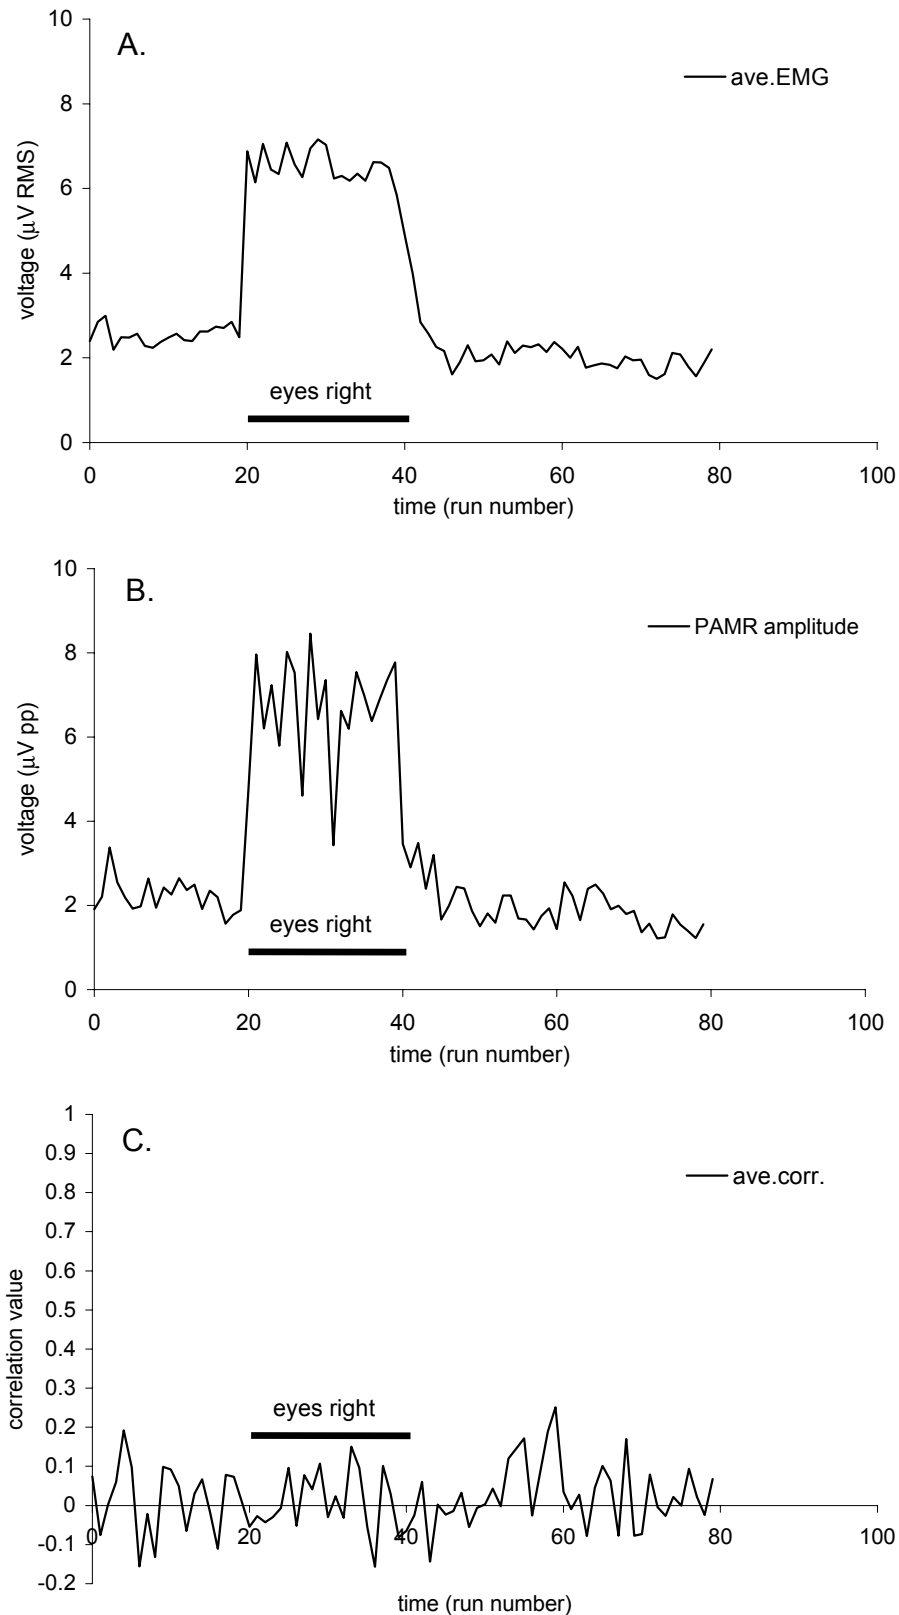 A.
ave.EMG
voltage (μV RMS)
10
8
6
4
2
0
eyes right
0 20 40 60 80 100
time (run number)
B.
PAMR amplitude
voltage (μV pp)
10
8
6
4
2
0
eyes right
0 20 40 60 80 100
time (run number)
C.
ave.corr.
correlation value
1
0.9
0.8
0.7
0.6
0.5
0.4
0.3
0.2
0.1
0
-0.1
-0.2
eyes right
0 20 40 60 80 100
time (run number)